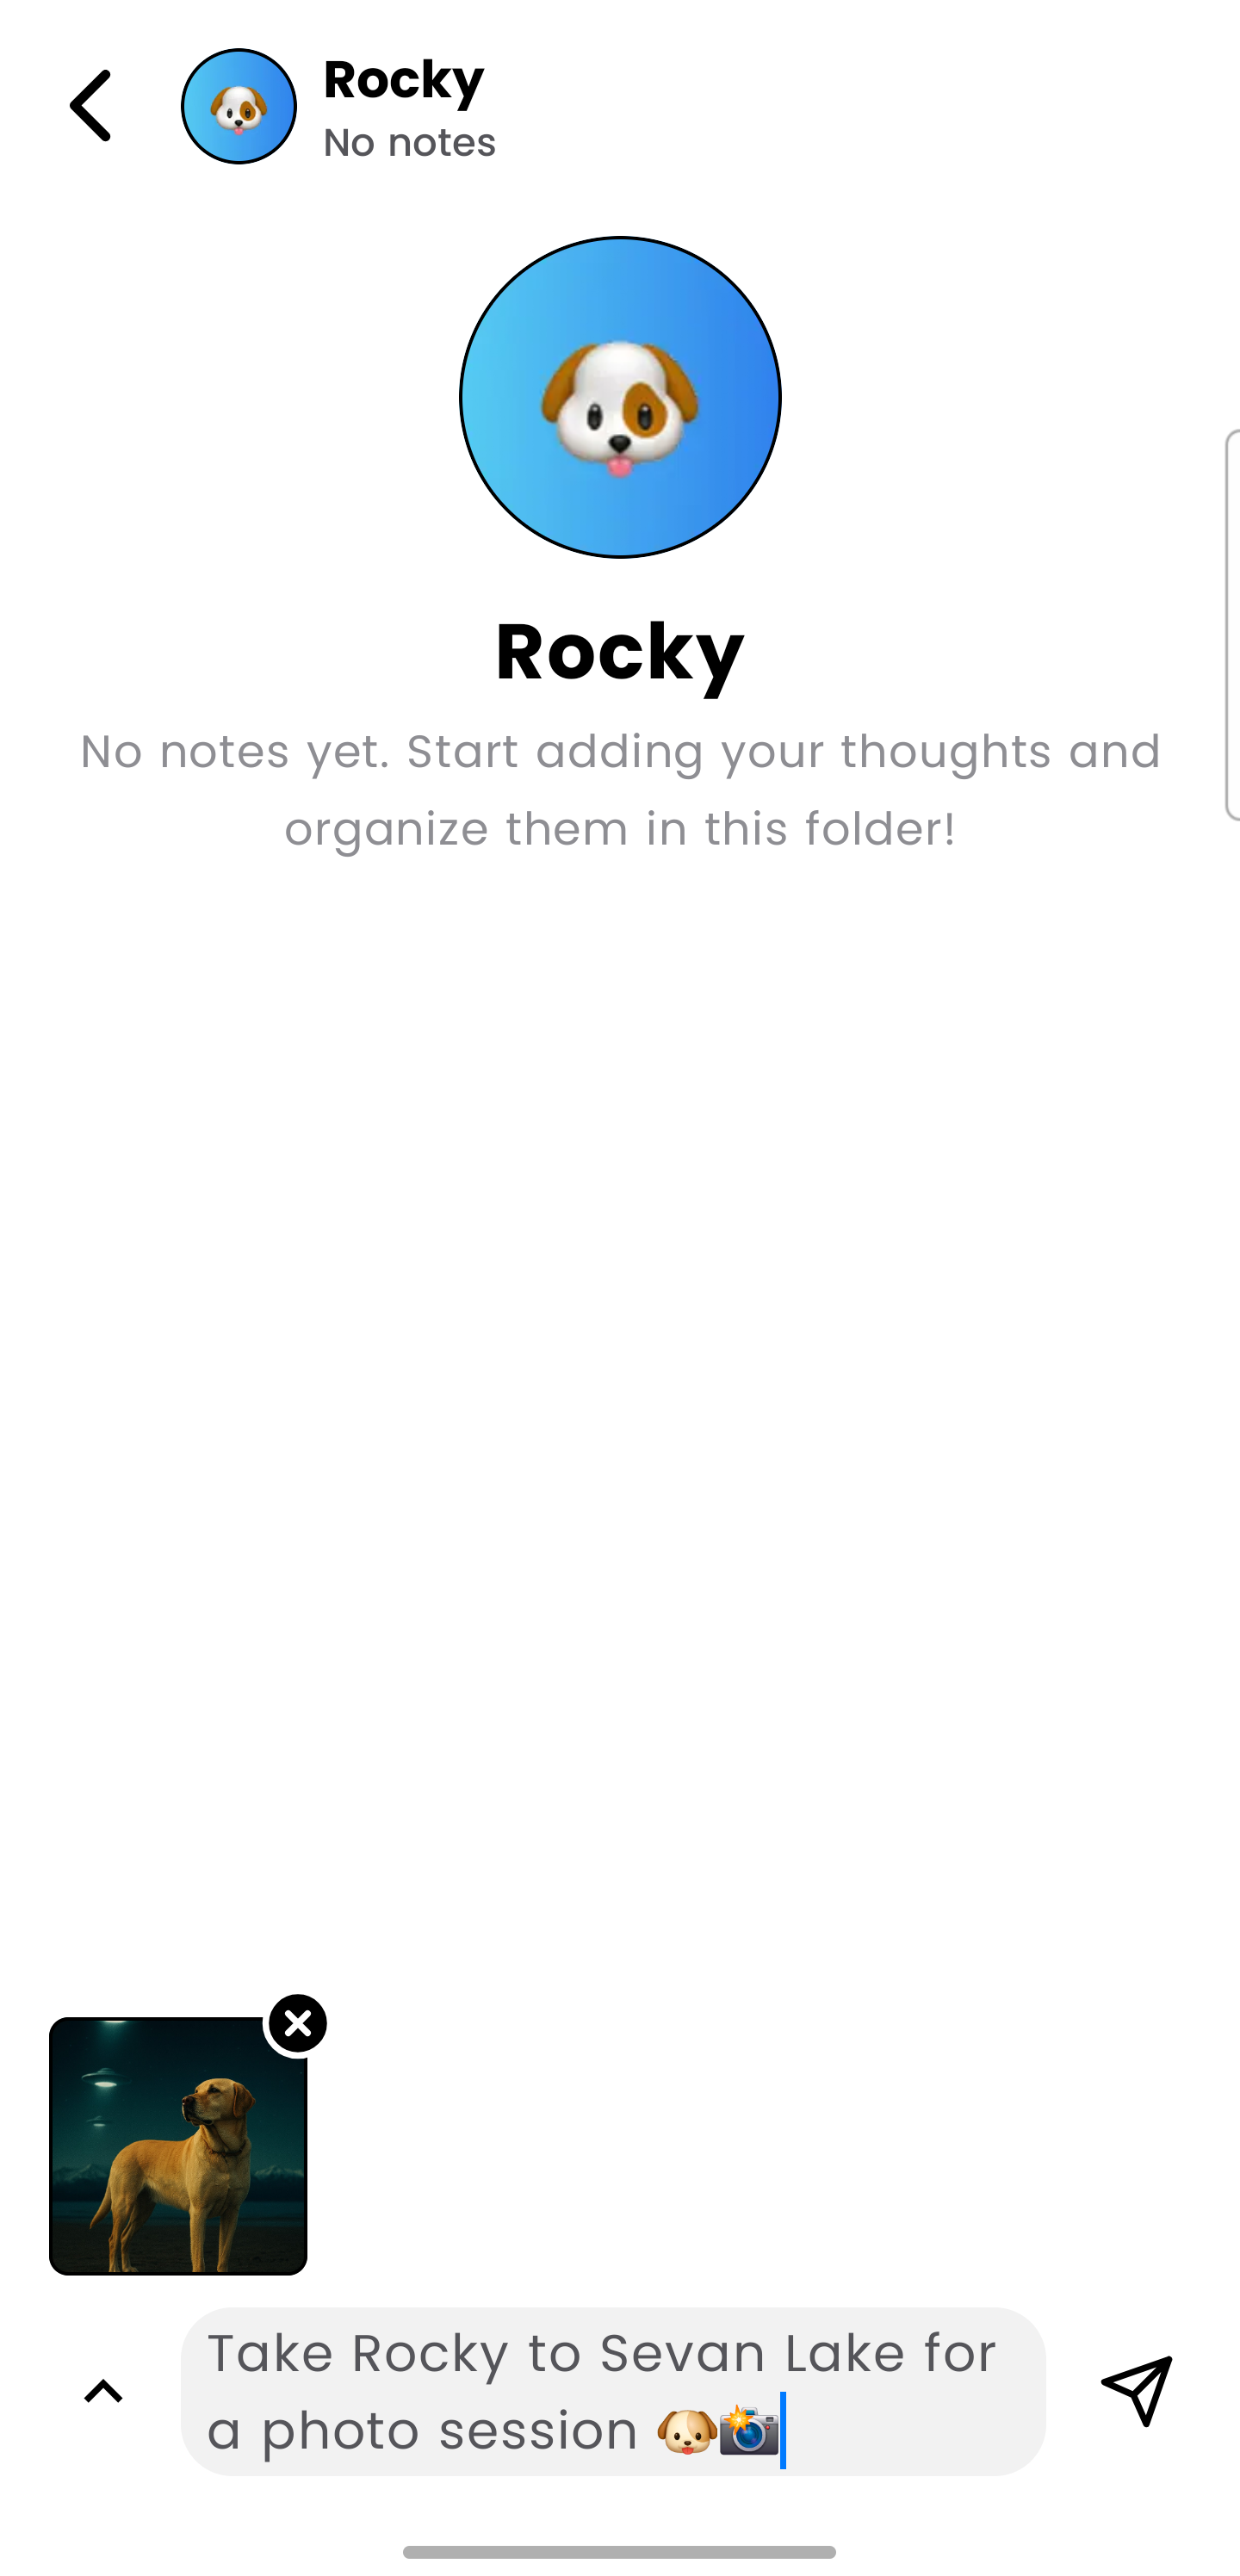 Rocky
No notes
Rocky
No notes yet. Start adding your thoughts and
organize them in this folder!
Take Rocky to Sevan Lake for
a photo session 🐶📸